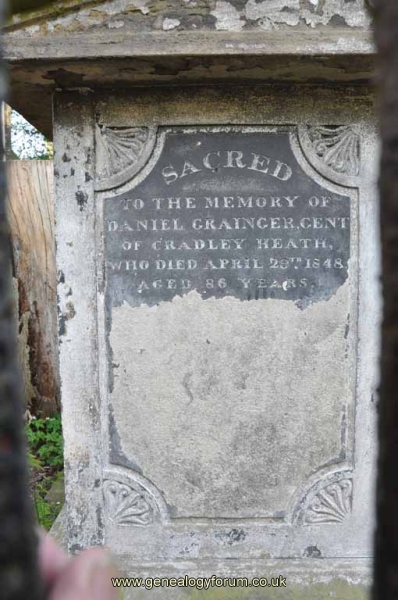 SACRED
TO THE MEMORY OF
DANIEL GRAINGER, GENT
OF CRADLEY HEATH,
WHO DIED APRIL 29T. 1848,
AGED 86 YEARS.
www.genealogyforum.co.uk